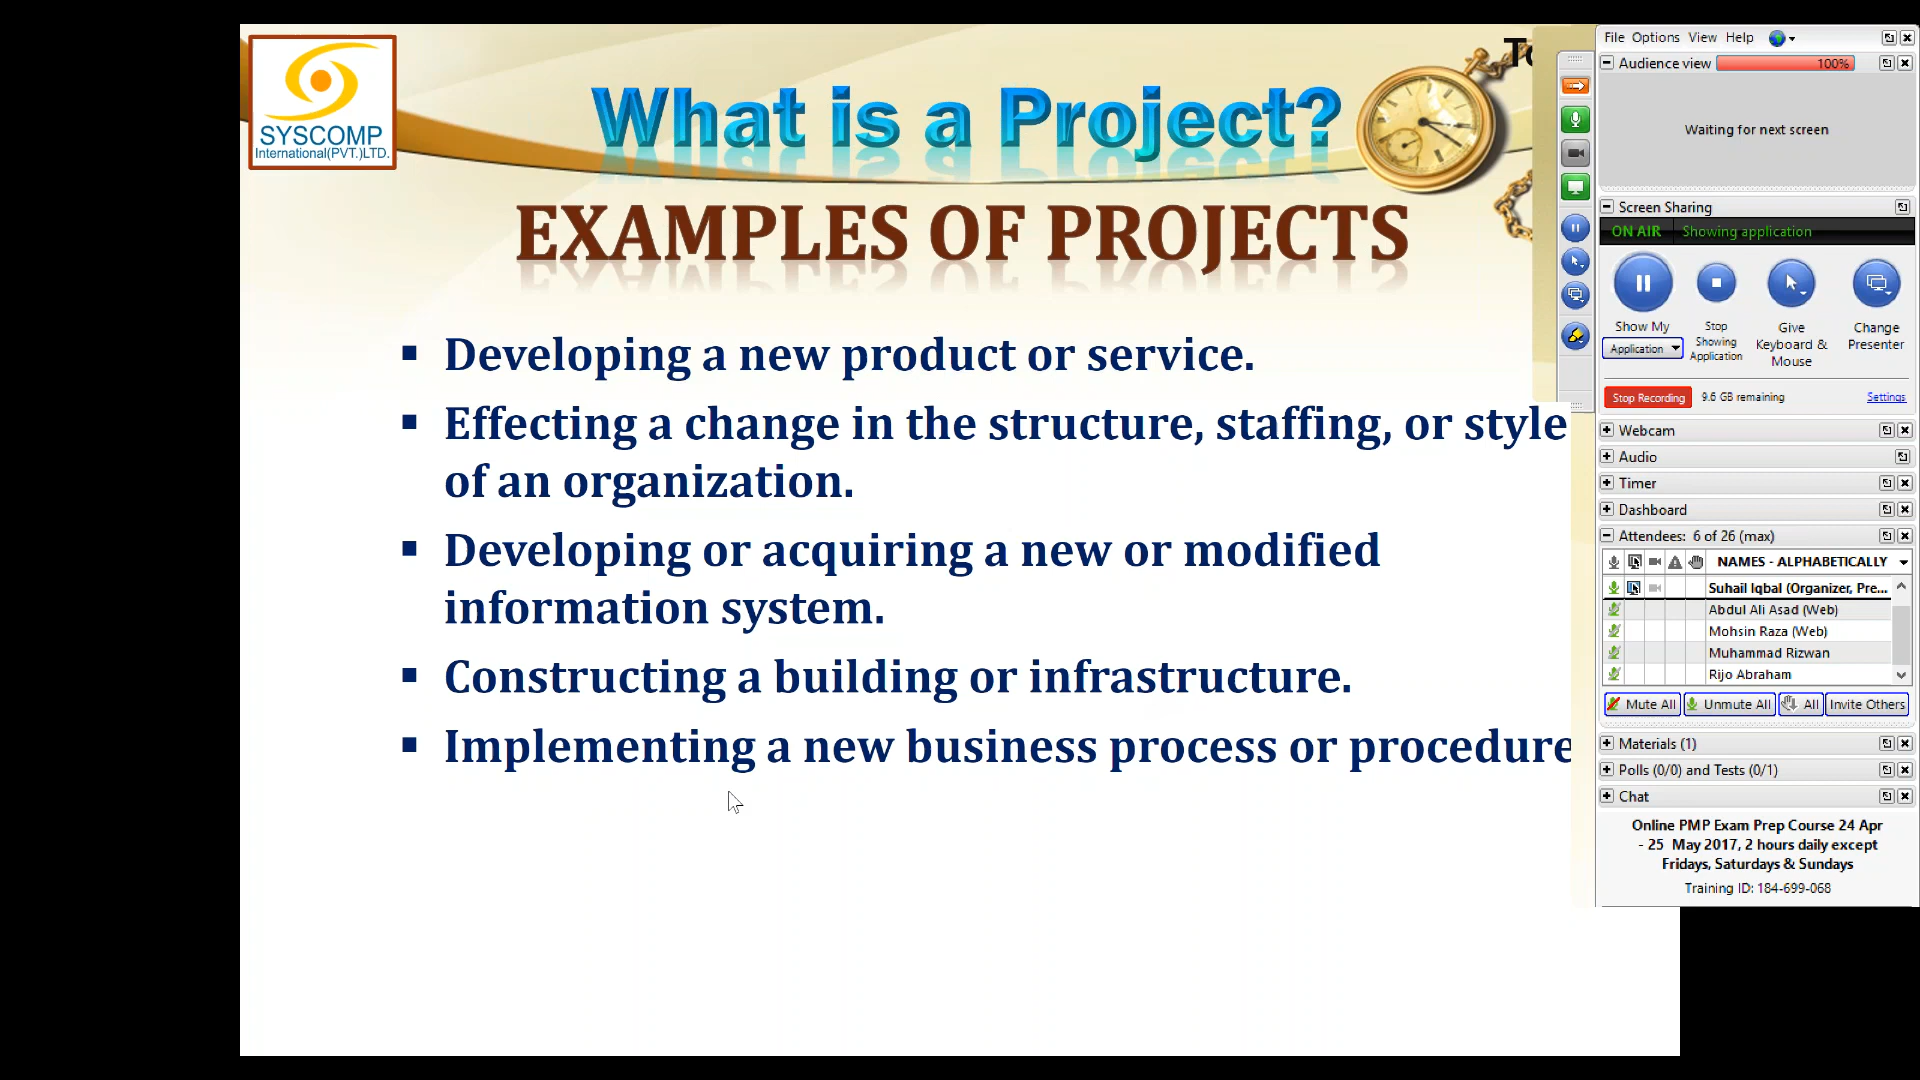 SYSCOMP
International(PVT.)LTD.
What is a Project?
EXAMPLES OF PROJECTS
▪ Developing a new product or service.
▪ Effecting a change in the structure, staffing, or style
of an organization.
▪ Developing or acquiring a new or modified
information system.
▪ Constructing a building or infrastructure.
▪ Implementing a new business process or procedure
File Options View Help
Audience view 100%
Waiting for next screen
Screen Sharing
ON AIR Showing application
Show My
Application
Stop
Showing
Application
Give
Keyboard &
Mouse
Change
Presenter
Stop Recording 9.6 GB remaining Settings
Webcam
Audio
Timer
Dashboard
Attendees: 6 of 26 (max)
NAMES - ALPHABETICALLY
Suhail Iqbal (Organizer, Pre...
Abdul Ali Asad (Web)
Mohsin Raza (Web)
Muhammad Rizwan
Rijo Abraham
Mute All Unmute All All Invite Others
Materials (1)
Polls (0/0) and Tests (0/1)
Chat
Online PMP Exam Prep Course 24 Apr
- 25 May 2017, 2 hours daily except
Fridays, Saturdays & Sundays
Training ID: 184-699-068